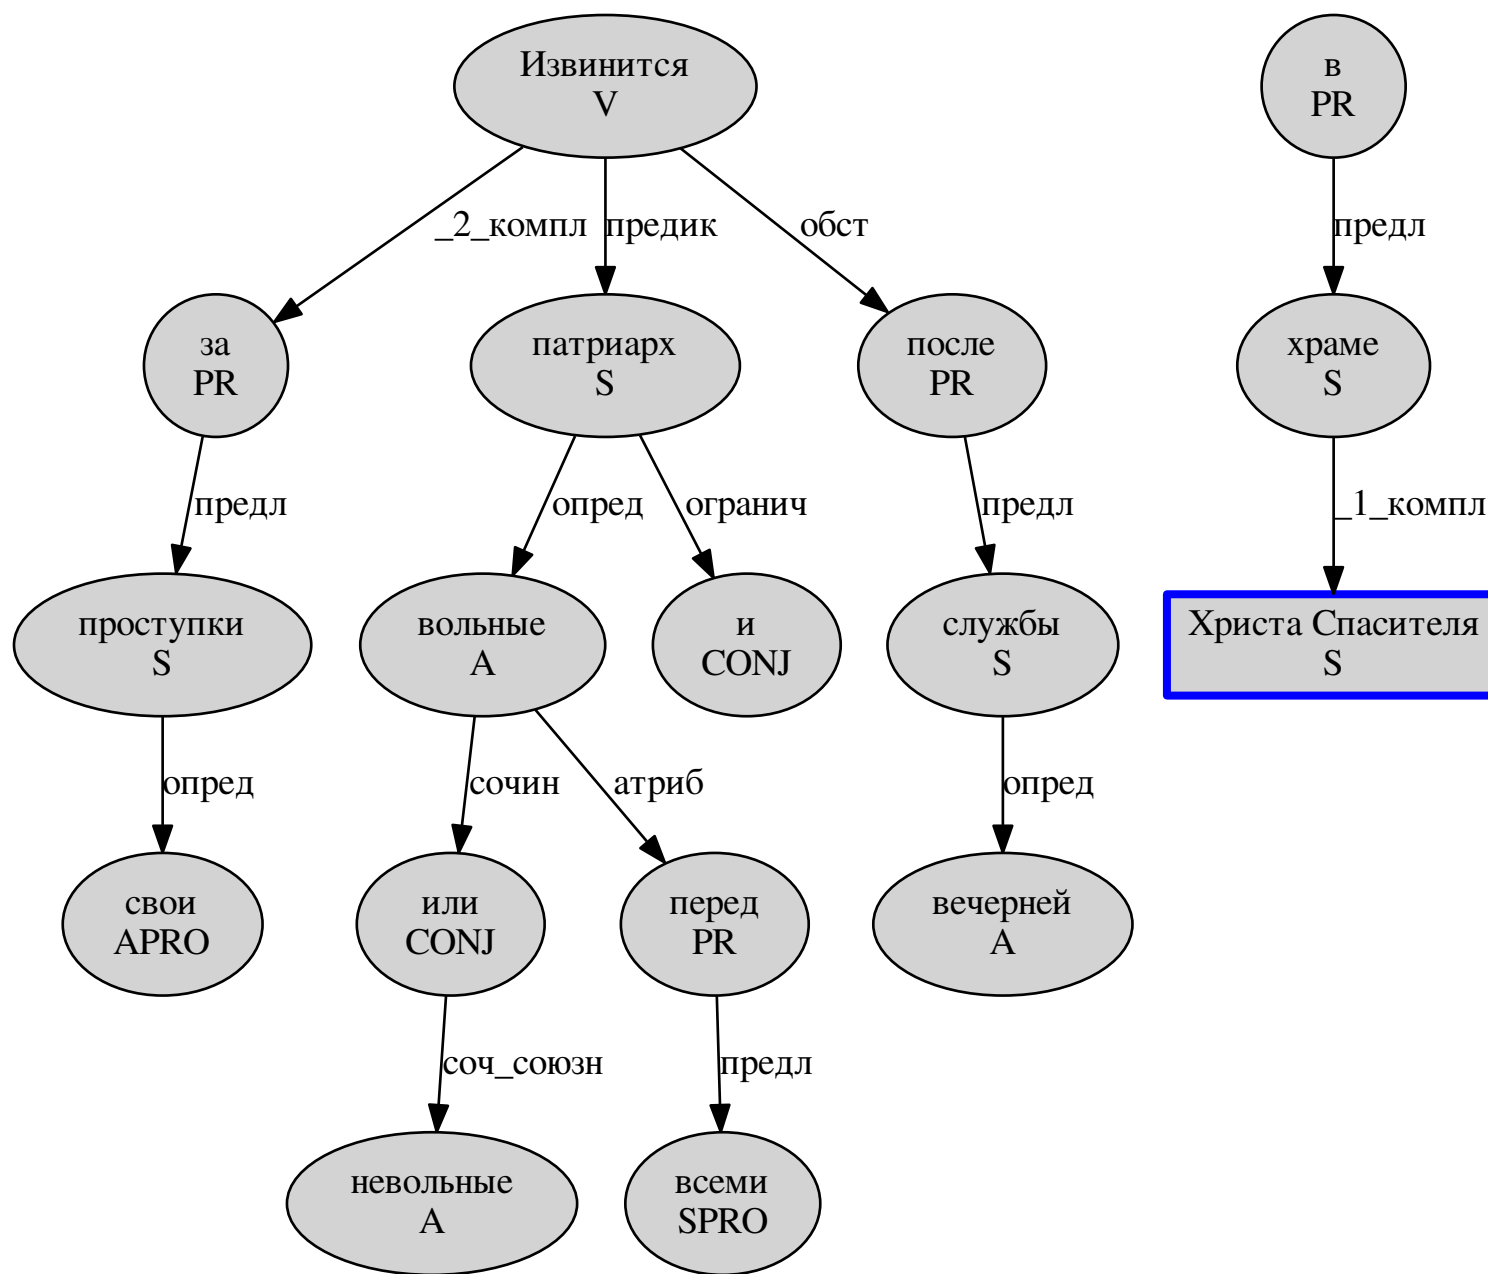 Извинится
V
в
PR
_2_компл
предик
обст
предл
за
PR
патриарх
S
после
PR
храме
S
предл
опред
огранич
предл
_1_компл
проступки
S
вольные
A
и
CONJ
службы
S
Христа Спасителя
S
опред
сочин
атриб
опред
свои
APRO
или
CONJ
перед
PR
вечерней
A
соч_союзн
предл
невольные
A
всеми
SPRO